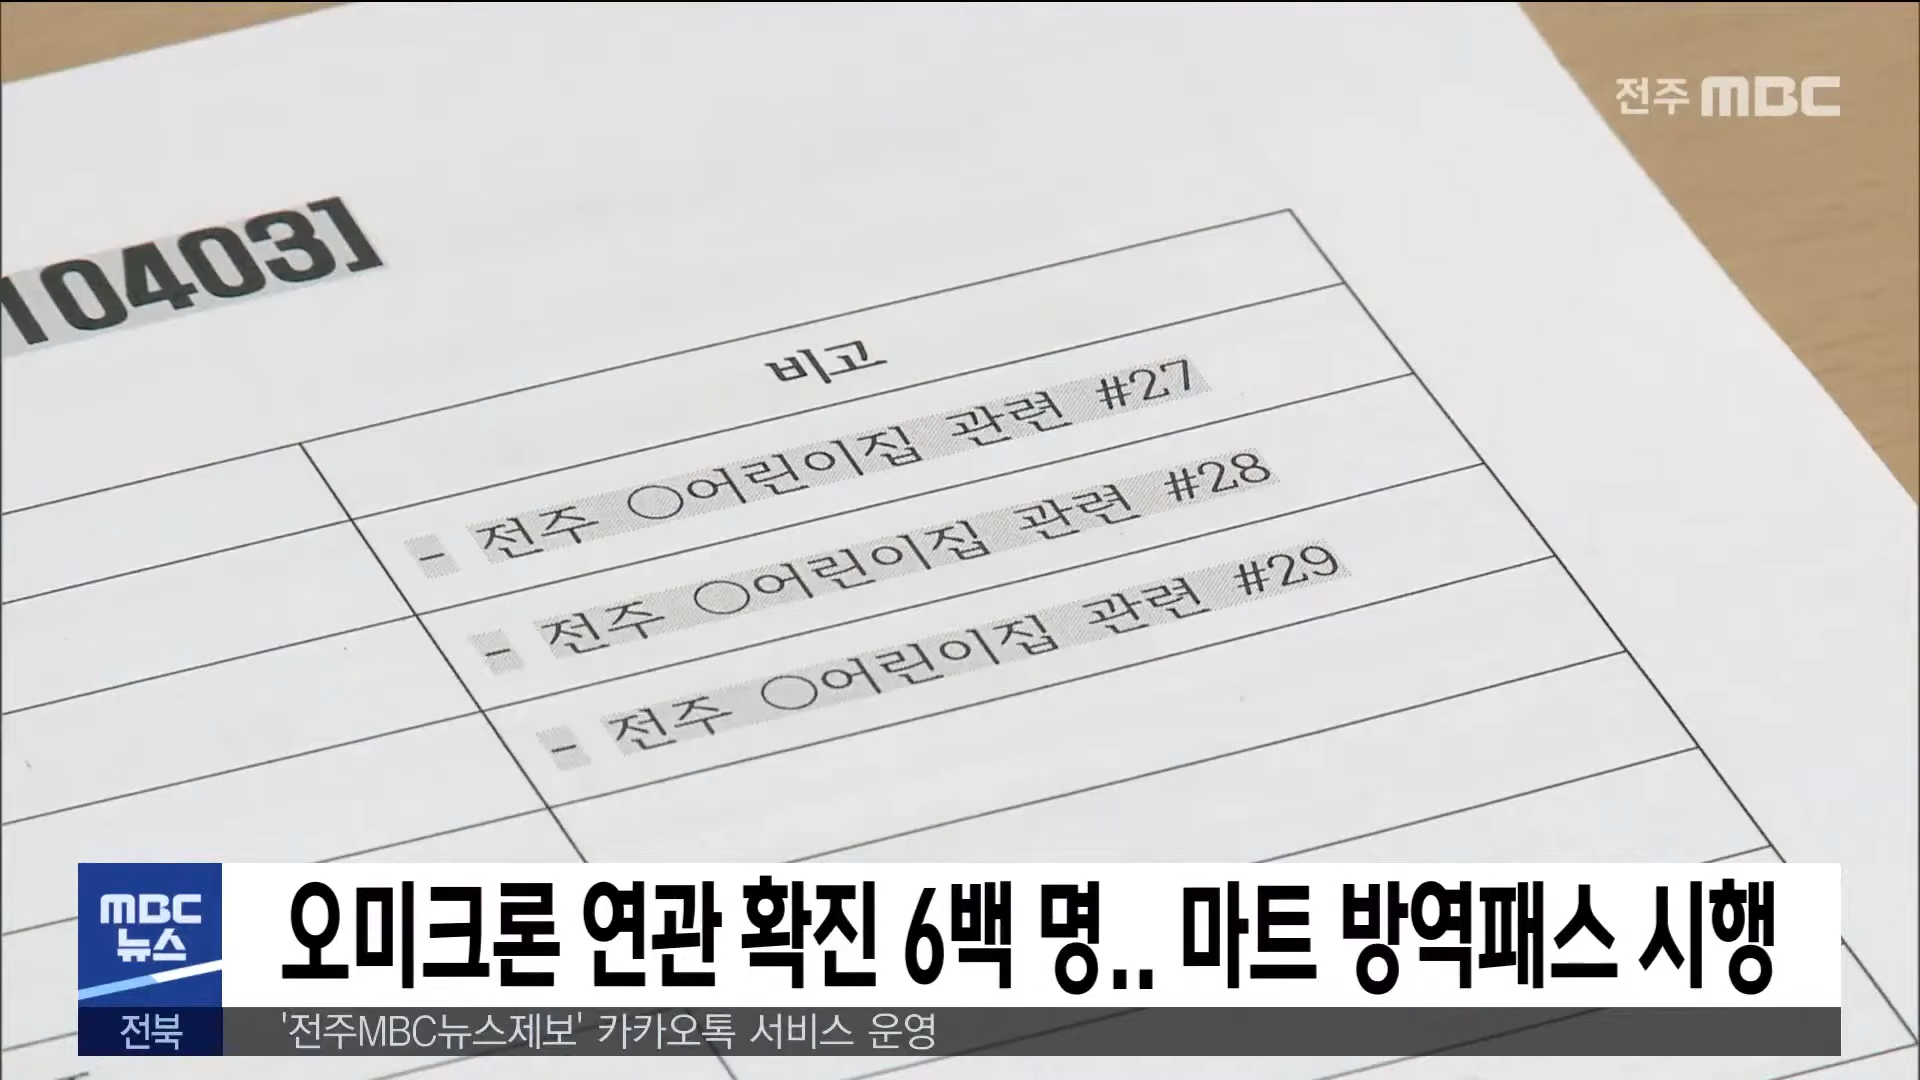 전주 MBC
10403]
비고
- 전주 ○어린이집 관련 #27
- 전주 ○어린이집 관련 #28
- 전주 ○어린이집 관련 #29
MBC
뉴스
오미크론 연관 확진 6백 명.. 마트 방역패스 시행
전북
'전주MBC뉴스제보' 카카오톡 서비스 운영